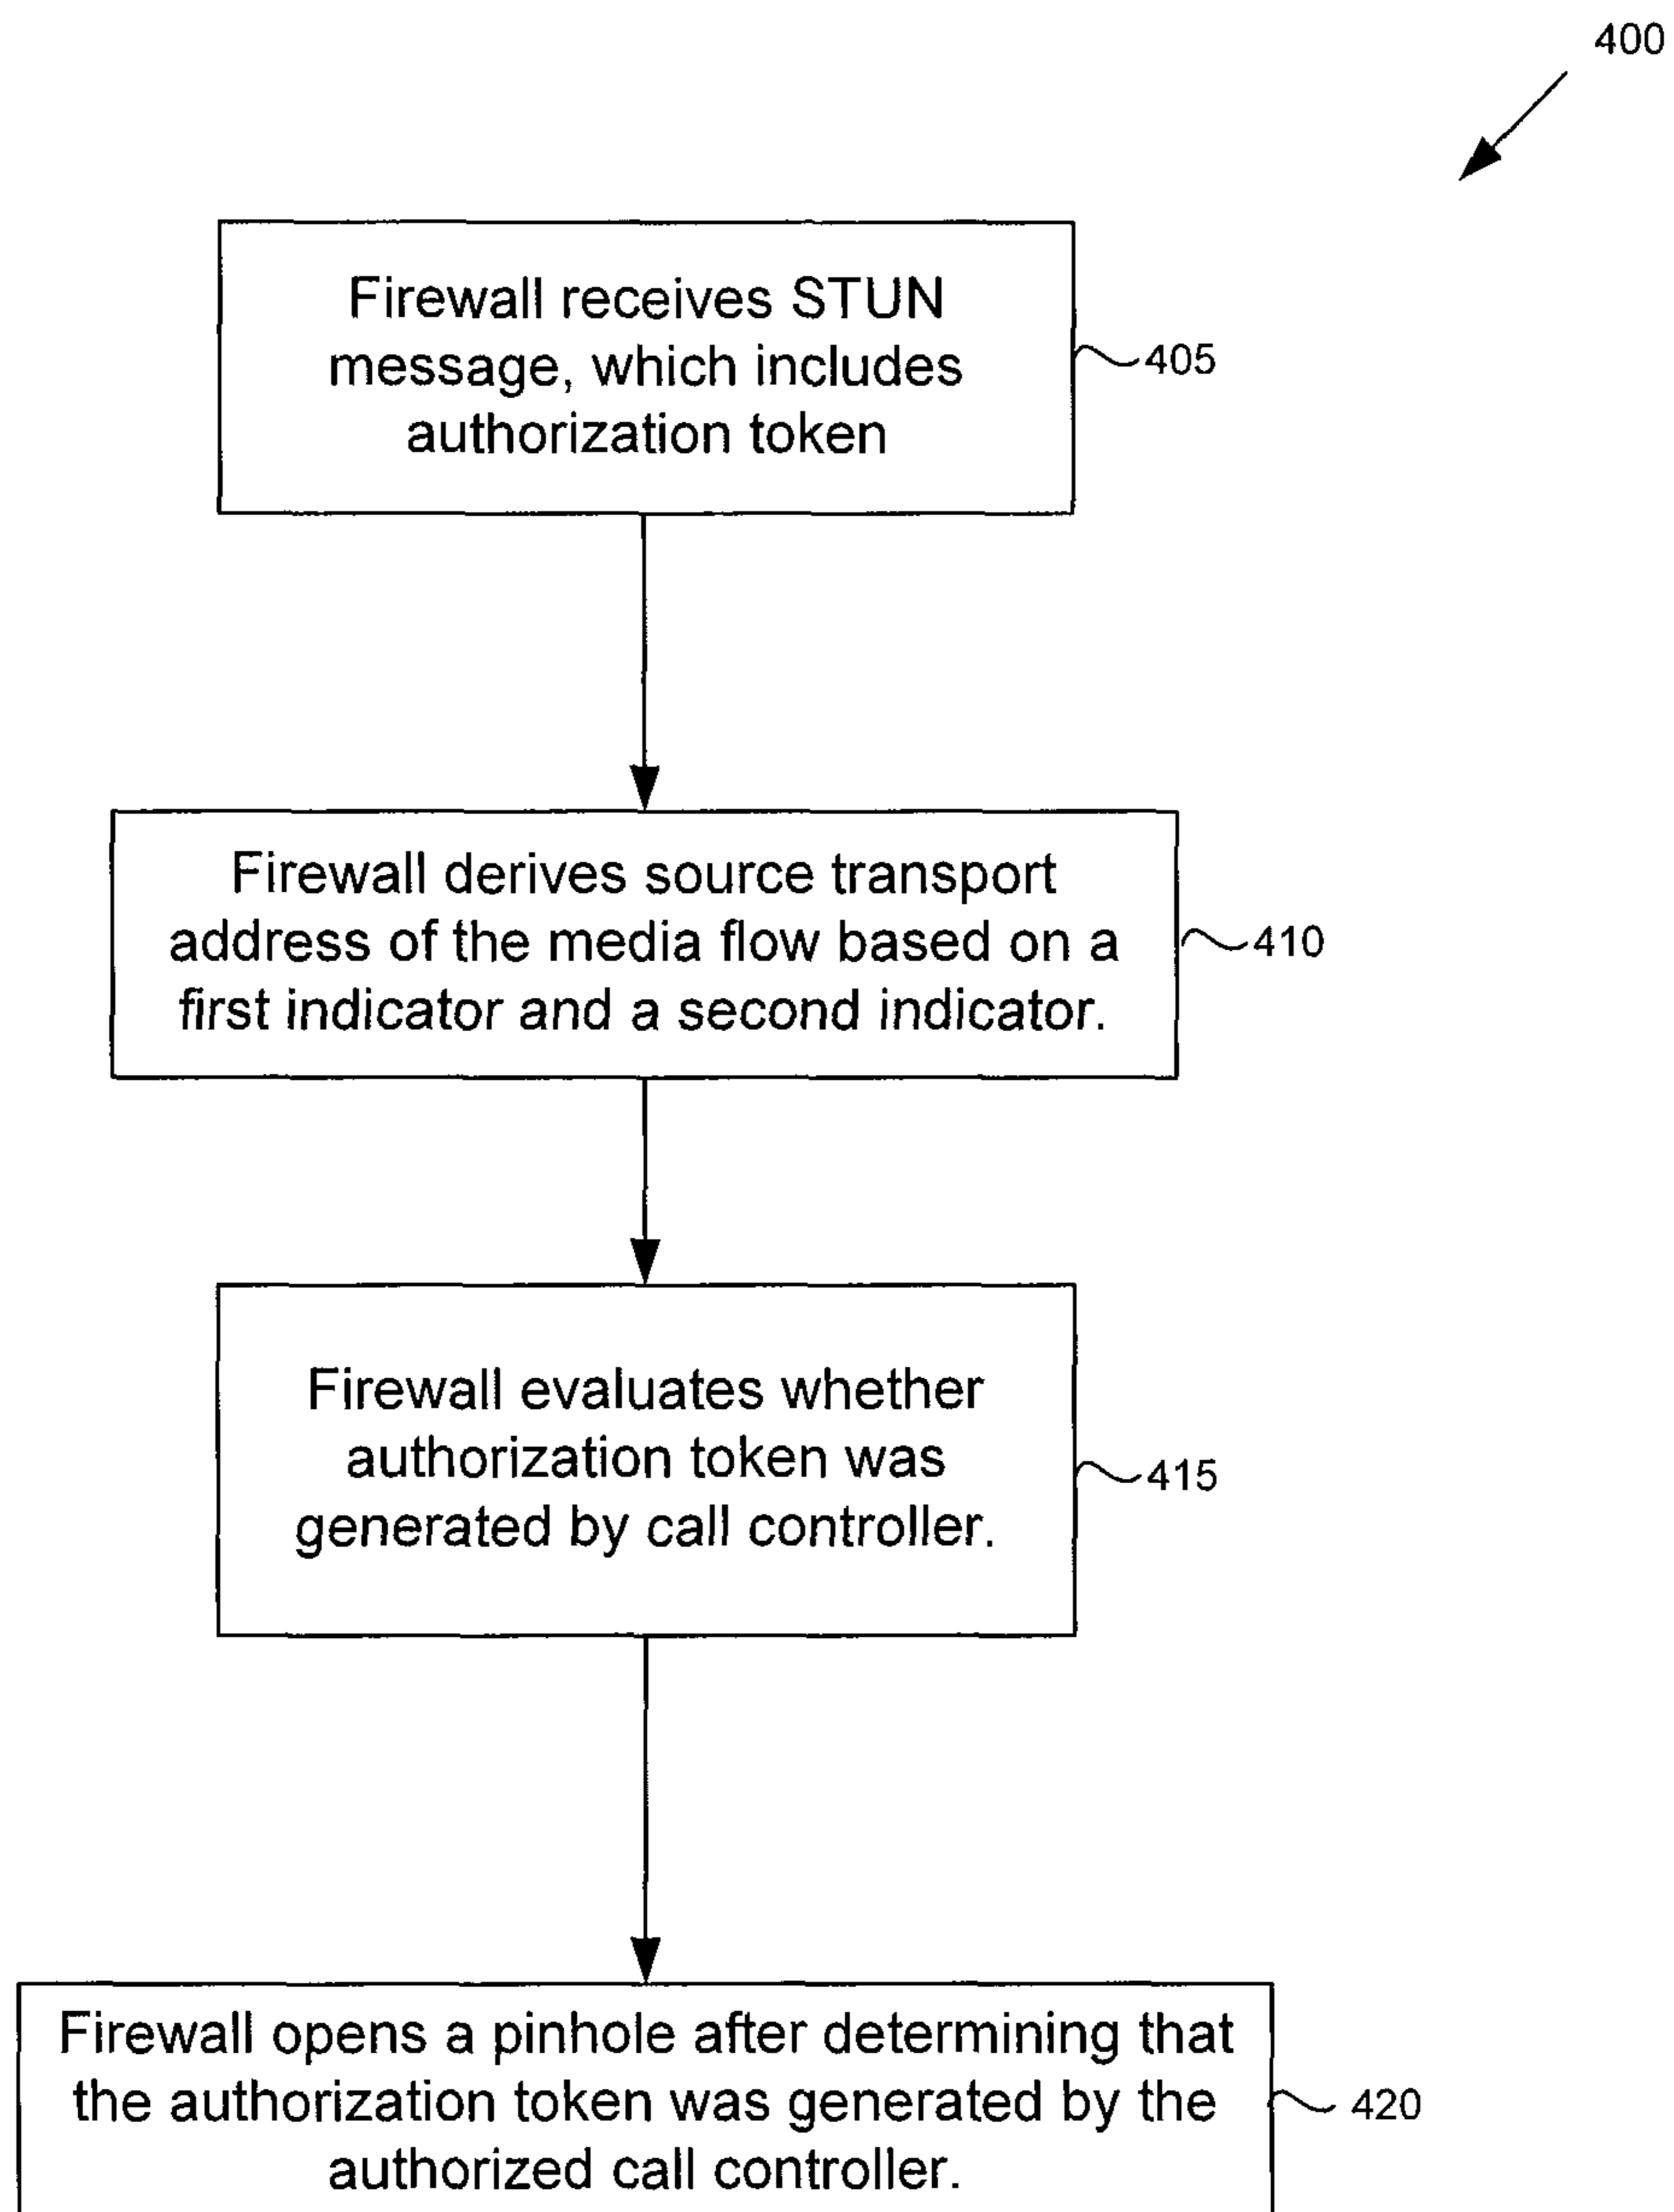 400
Firewall receives STUN
message, which includes
authorization token
405
Firewall derives source transport
address of the media flow based on a
first indicator and a second indicator.
410
Firewall evaluates whether
authorization token was
generated by call controller.
415
Firewall opens a pinhole after determining that
the authorization token was generated by the
authorized call controller.
420